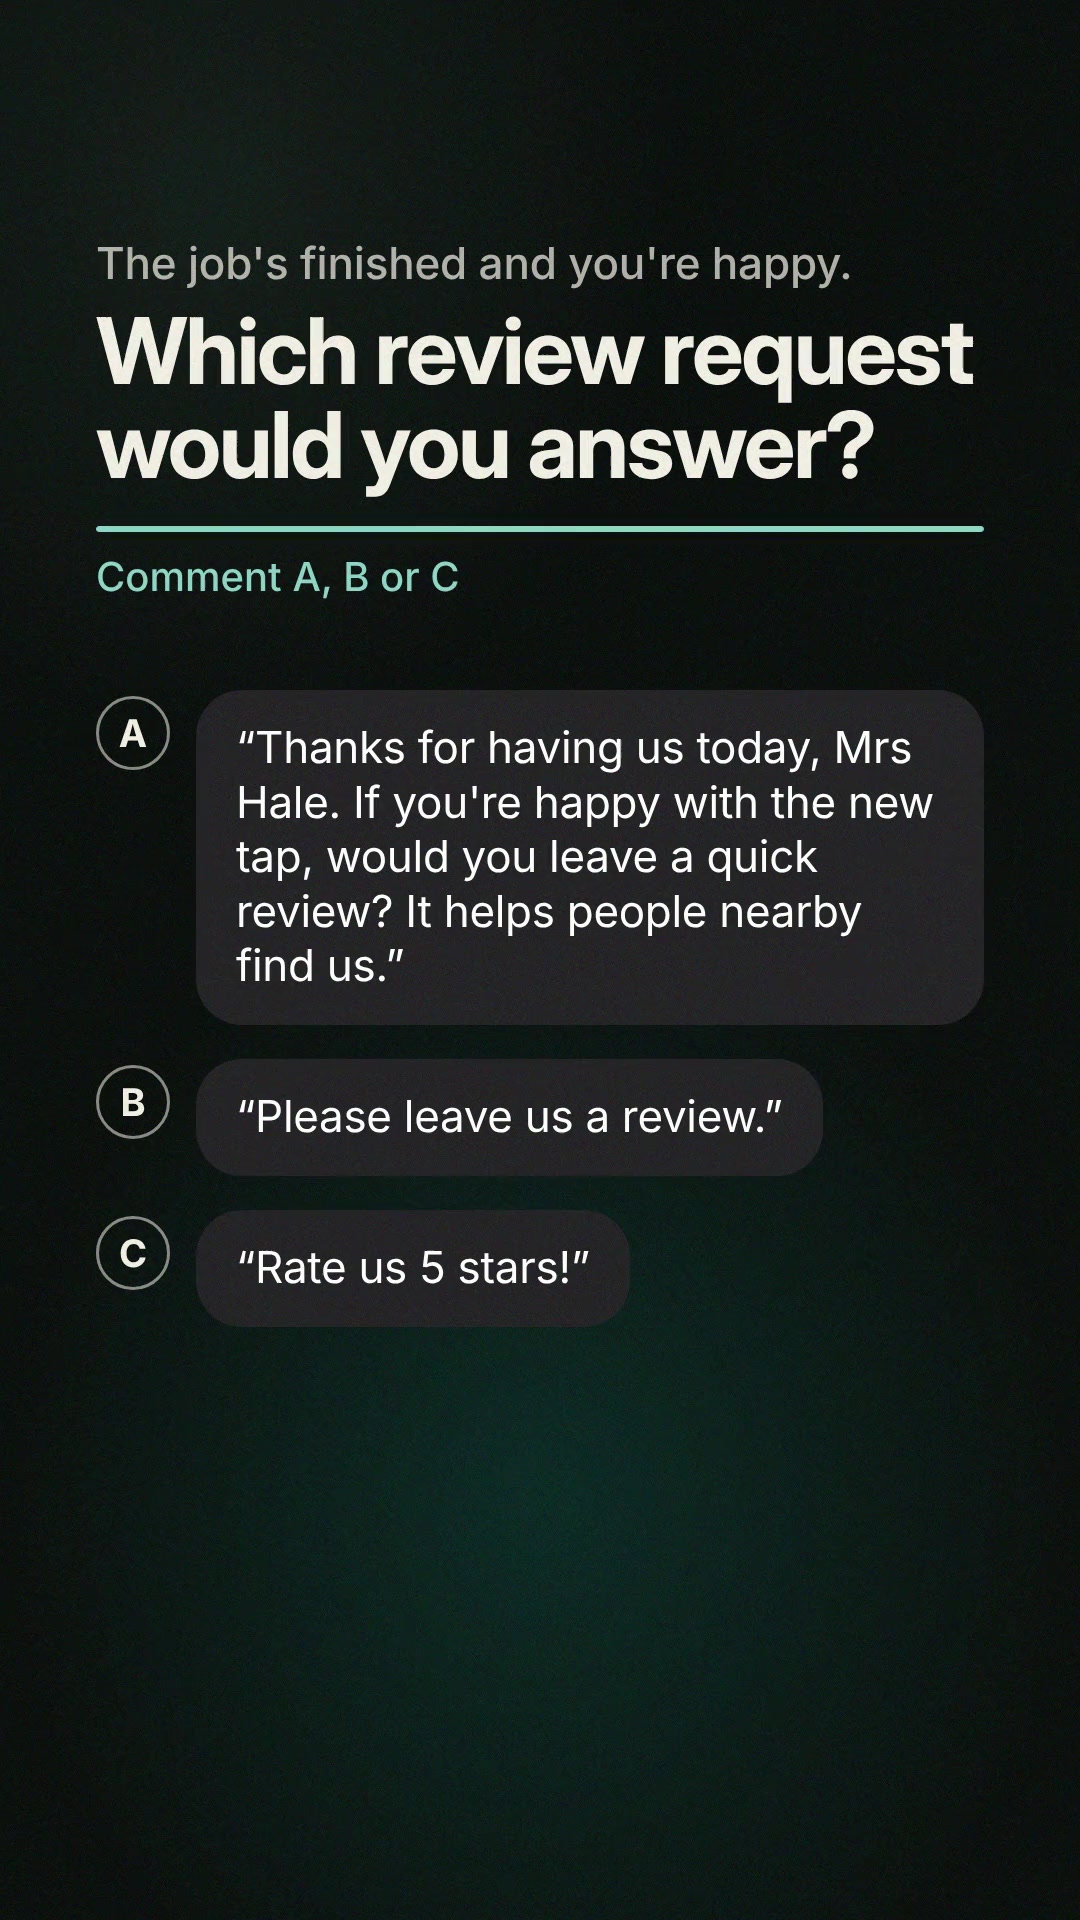 The job's finished and you're happy.
Which review request
would you answer?
Comment A, B or C
A
“Thanks for having us today, Mrs
Hale. If you're happy with the new
tap, would you leave a quick
review? It helps people nearby
find us.”
B
“Please leave us a review.”
C
“Rate us 5 stars!”